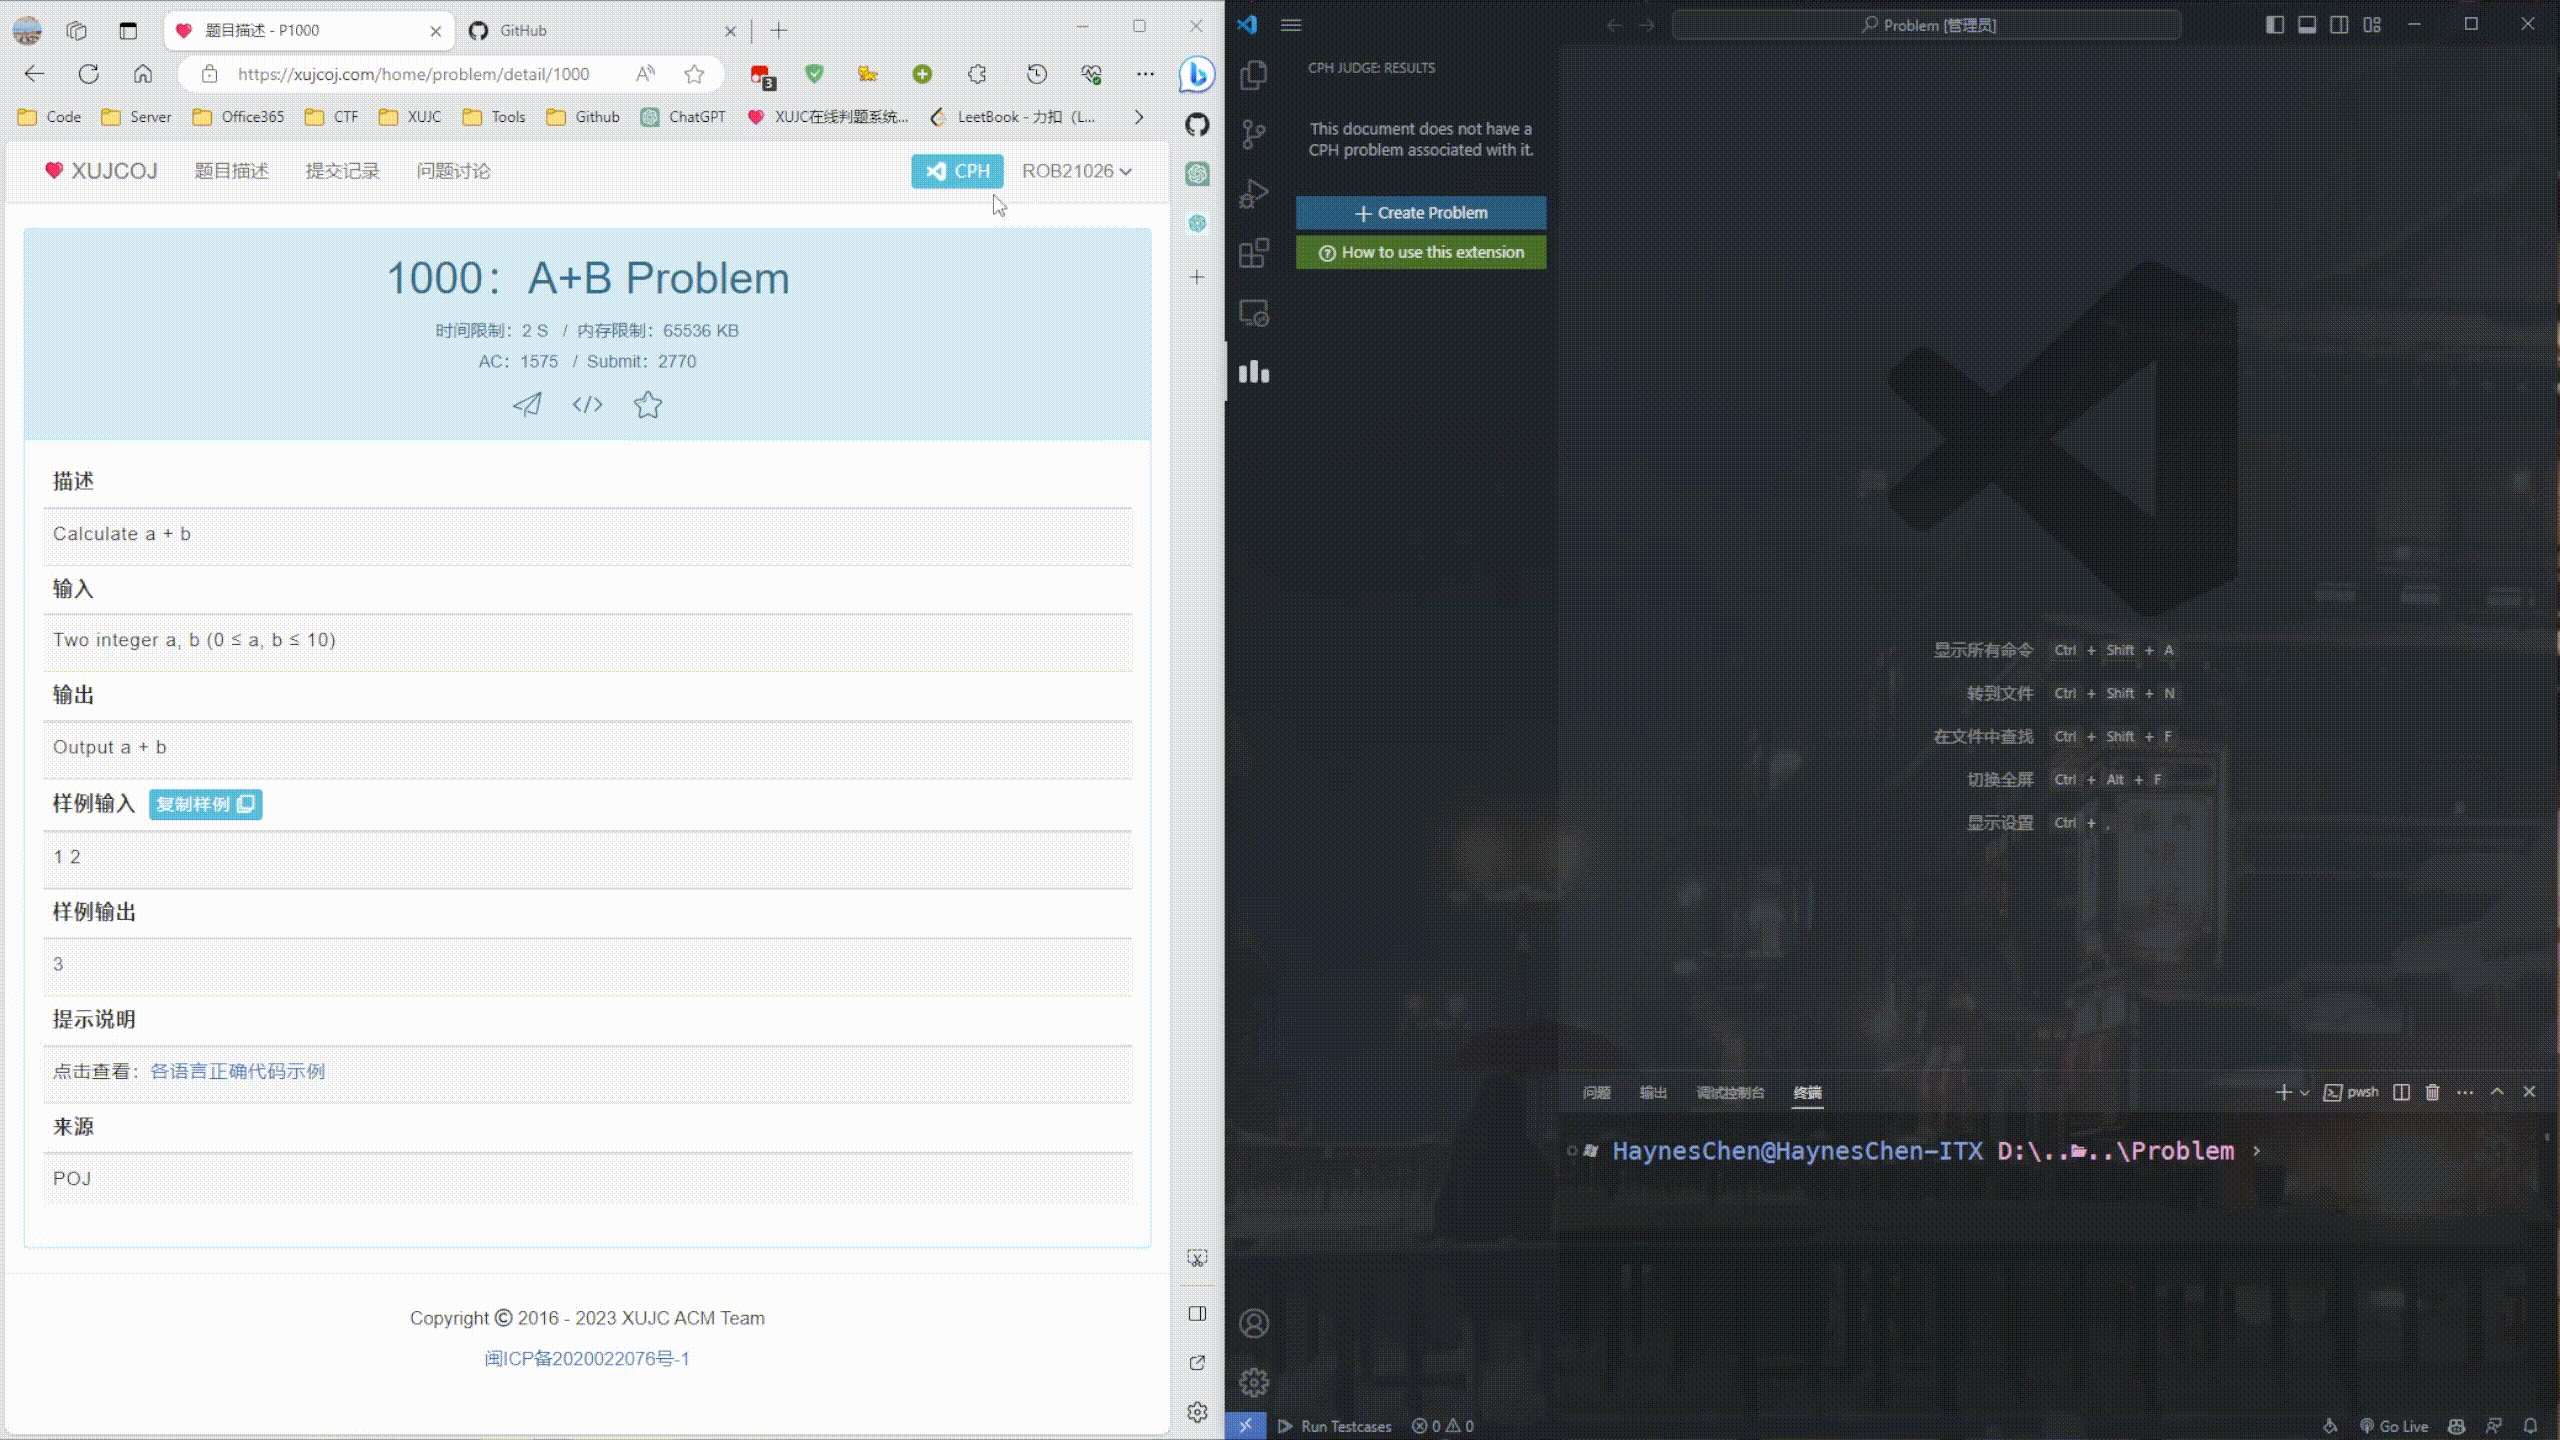 题目描述 - P1000
GitHub
https://xujcoj.com/home/problem/detail/1000
3
Code
Server
Office365
CTF
XUJC
Tools
Github
ChatGPT
XUJC在线判题系统...
LeetBook - 力扣（L...
XUJCOJ
题目描述
提交记录
问题讨论
CPH
ROB21026
1000：A+B Problem
时间限制：2 S / 内存限制：65536 KB
AC：1575 / Submit：2770
描述
Calculate a + b
输入
Two integer a, b (0 ≤ a, b ≤ 10)
输出
Output a + b
样例输入 复制样例
1 2
样例输出
3
提示说明
点击查看：各语言正确代码示例
来源
POJ
Copyright © 2016 - 2023 XUJC ACM Team
闽ICP备2020022076号-1
Problem [管理员]
CPH JUDGE: RESULTS
This document does not have a
CPH problem associated with it.
+ Create Problem
How to use this extension
显示所有命令 Ctrl + Shift + A
转到文件 Ctrl + Shift + N
在文件中查找 Ctrl + Shift + F
切换全屏 Ctrl + Alt + F
显示设置 Ctrl + ,
问题 输出 调试控制台 终端
pwsh
HaynesChen@HaynesChen-ITX D:\....\Problem ›
Run Testcases
0 0
Go Live